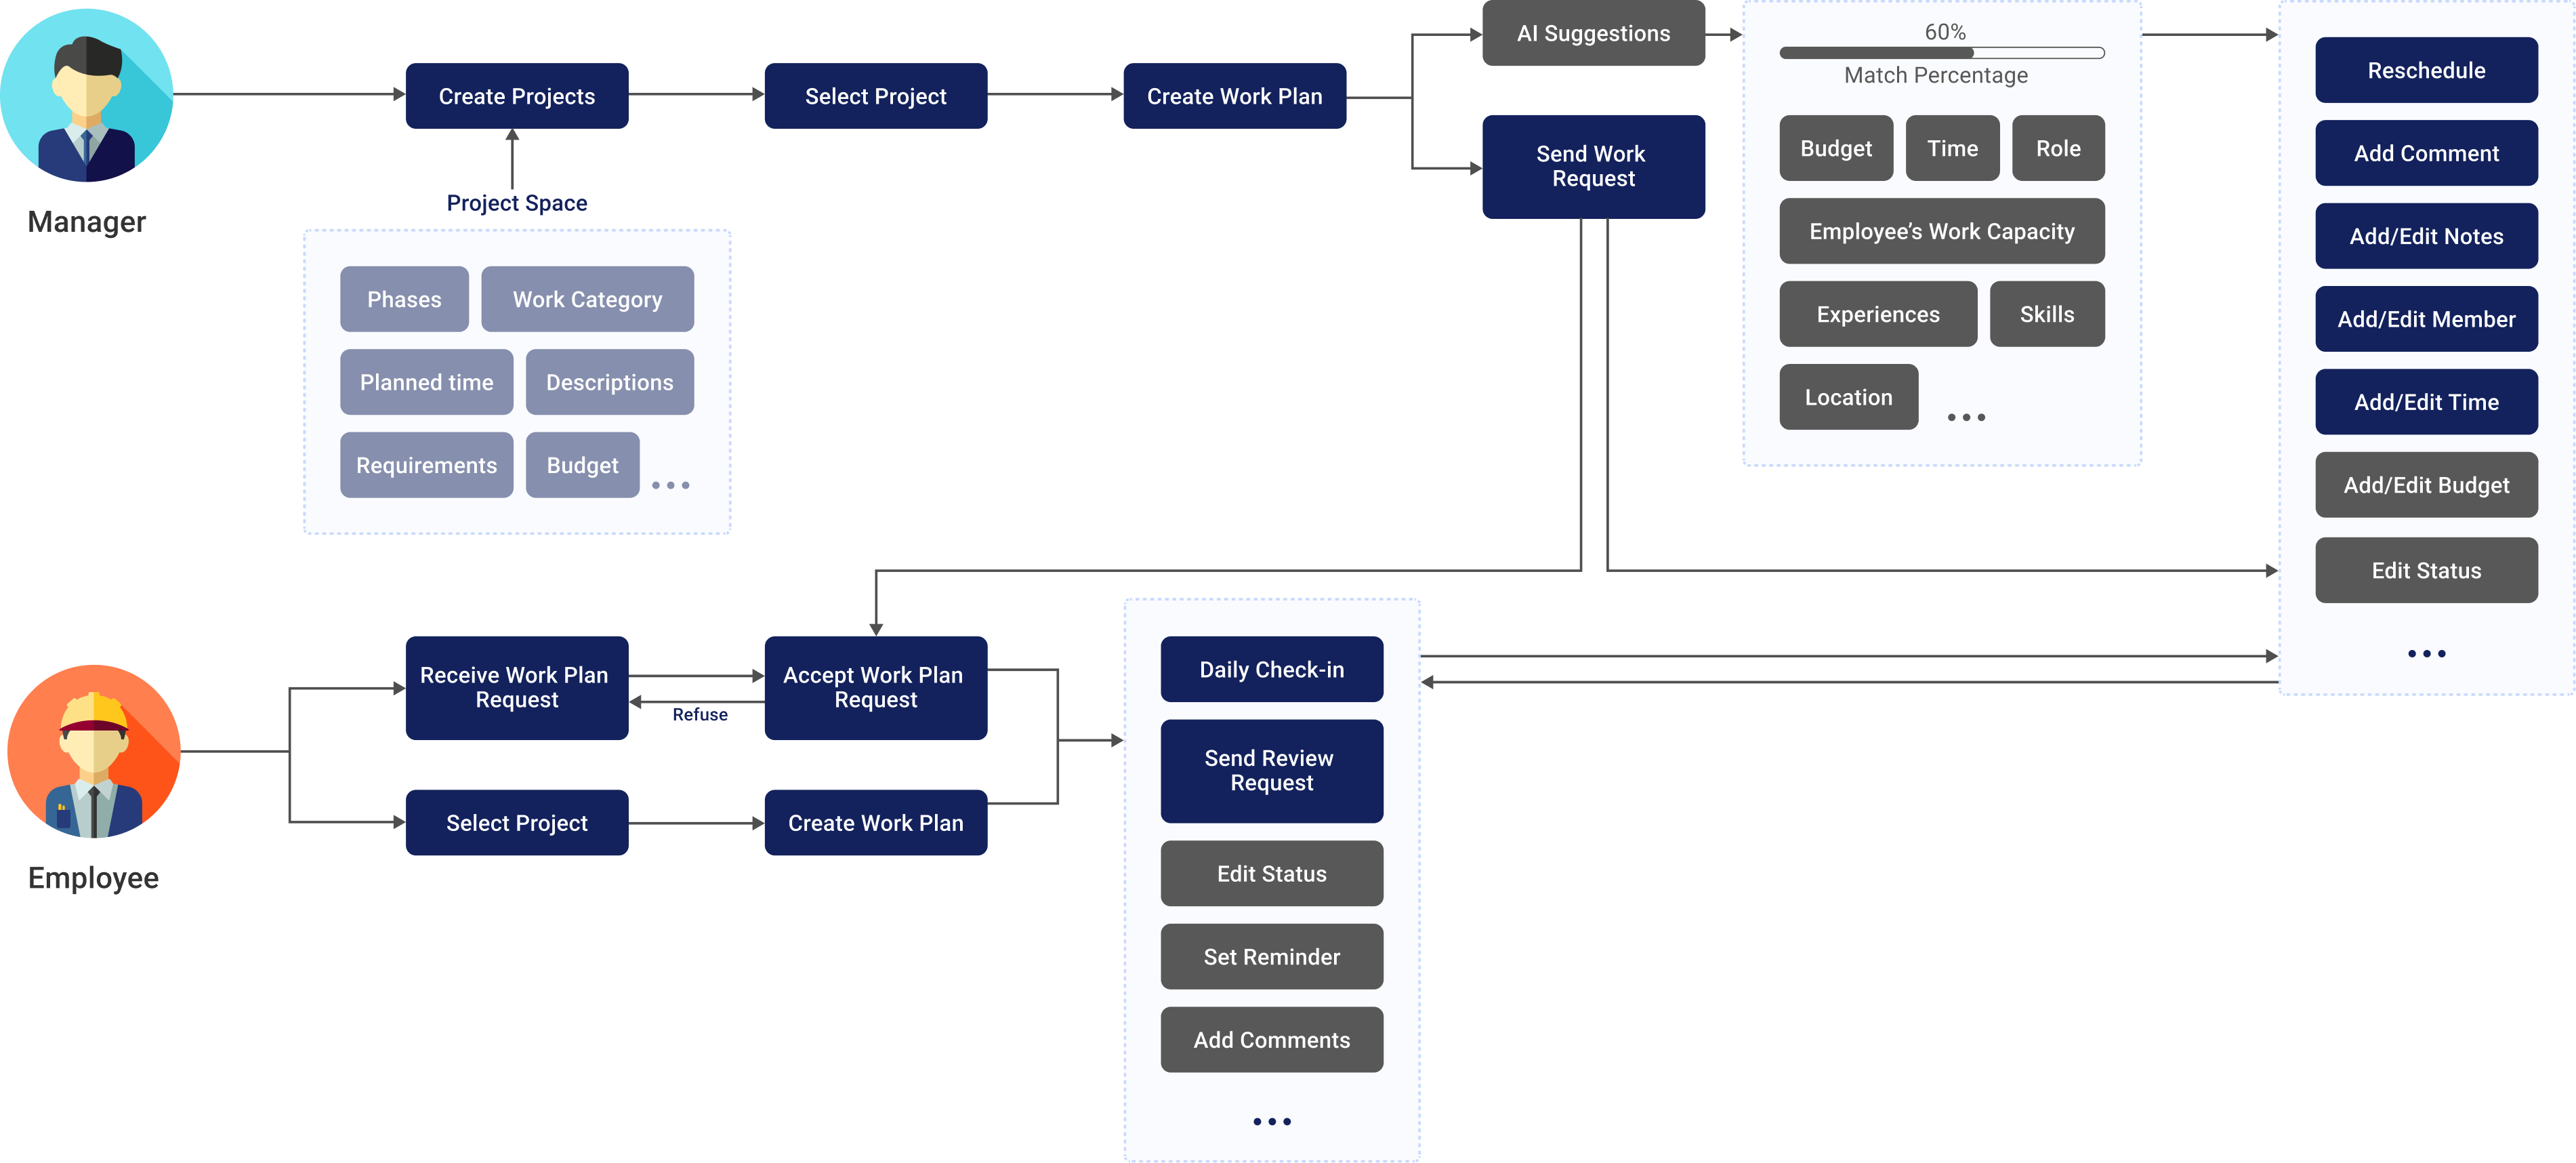 Manager
Create Projects
Select Project
Create Work Plan
AI Suggestions
Send Work
Request
Project Space
Phases
Work Category
Planned time
Descriptions
Requirements
Budget
...
60%
Match Percentage
Budget
Time
Role
Employee’s Work Capacity
Experiences
Skills
Location
...
Reschedule
Add Comment
Add/Edit Notes
Add/Edit Member
Add/Edit Time
Add/Edit Budget
Edit Status
...
Employee
Receive Work Plan
Request
Accept Work Plan
Request
Refuse
Select Project
Create Work Plan
Daily Check-in
Send Review
Request
Edit Status
Set Reminder
Add Comments
...